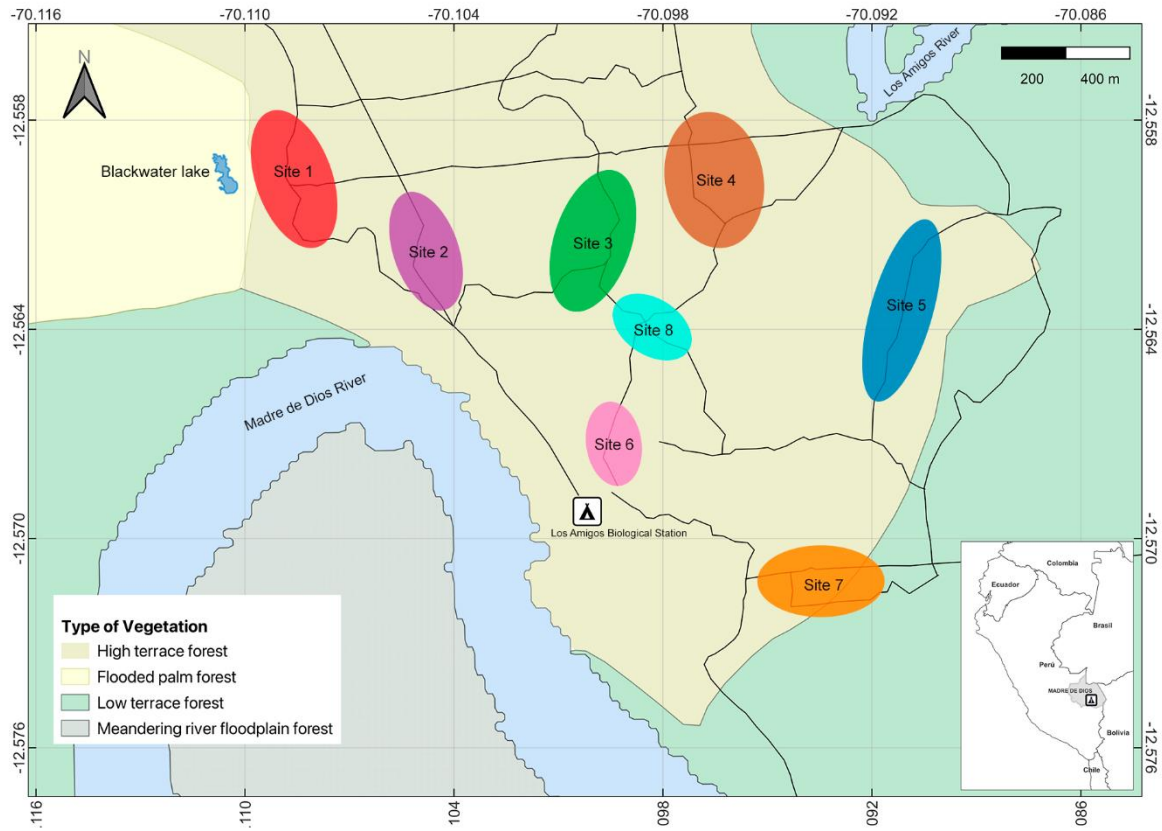 -70.116
-70.110
-70.104
-70.098
-70.092
-70.086
N
Los Amigos River
200
400 m
-12.558
-12.558
Blackwater lake
Site 1
Site 4
Site 2
Site 3
Site 5
Site 8
-12.564
-12.564
Madre de Dios River
Site 6
Los Amigos Biological Station
-12.570
-12.570
Site 7
Type of Vegetation
High terrace forest
Flooded palm forest
Low terrace forest
Meandering river floodplain forest
Colombia
Ecuador
Brasil
Perú
MADRE DE DIOS
Bolivia
Chile
-12.576
-12.576
.116
.110
.104
.098
.092
.086